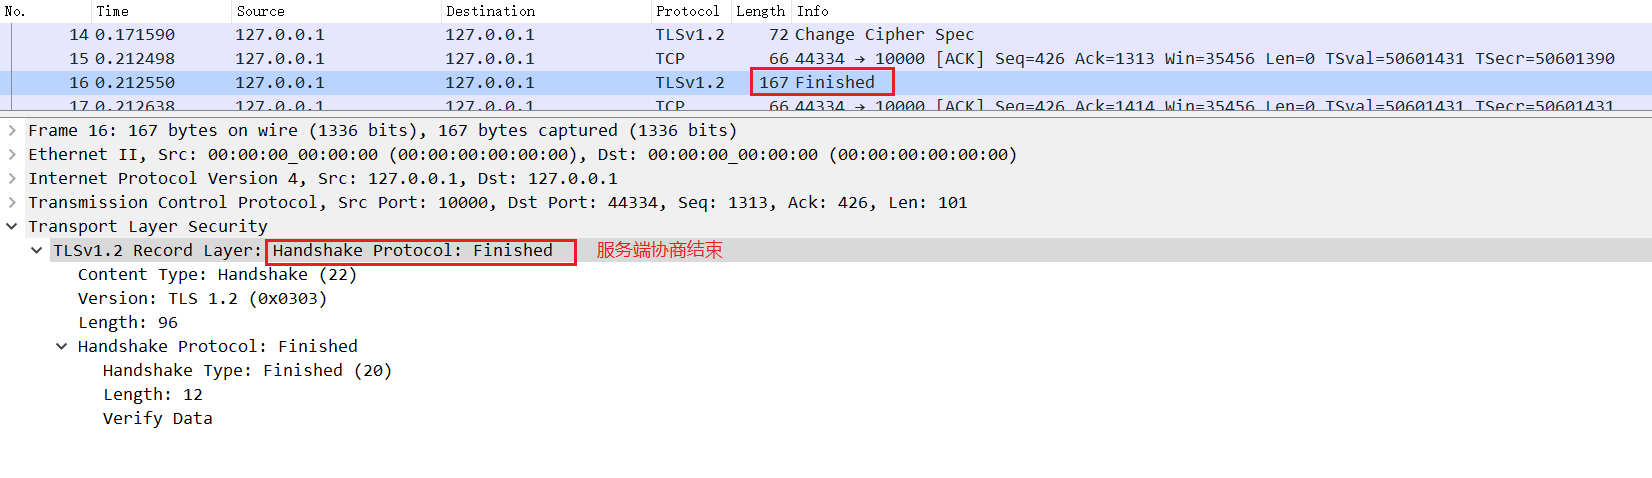 No. Time Source Destination Protocol Length Info
14 0.171590 127.0.0.1 127.0.0.1 TLSv1.2 72 Change Cipher Spec
15 0.212498 127.0.0.1 127.0.0.1 TCP 66 44334 → 10000 [ACK] Seq=426 Ack=1313 Win=35456 Len=0 TSval=50601431 TSecr=50601390
16 0.212550 127.0.0.1 127.0.0.1 TLSv1.2 167 Finished
17 0.212638 127.0.0.1 127.0.0.1 TCP 66 44334 → 10000 [ACK] Seq=426 Ack=1414 Win=35456 Len=0 TSval=50601431 TSecr=50601431
Frame 16: 167 bytes on wire (1336 bits), 167 bytes captured (1336 bits)
Ethernet II, Src: 00:00:00_00:00:00 (00:00:00:00:00:00), Dst: 00:00:00_00:00:00 (00:00:00:00:00:00)
Internet Protocol Version 4, Src: 127.0.0.1, Dst: 127.0.0.1
Transmission Control Protocol, Src Port: 10000, Dst Port: 44334, Seq: 1313, Ack: 426, Len: 101
Transport Layer Security
TLSv1.2 Record Layer: Handshake Protocol: Finished 服务端协商结束
Content Type: Handshake (22)
Version: TLS 1.2 (0x0303)
Length: 96
Handshake Protocol: Finished
Handshake Type: Finished (20)
Length: 12
Verify Data